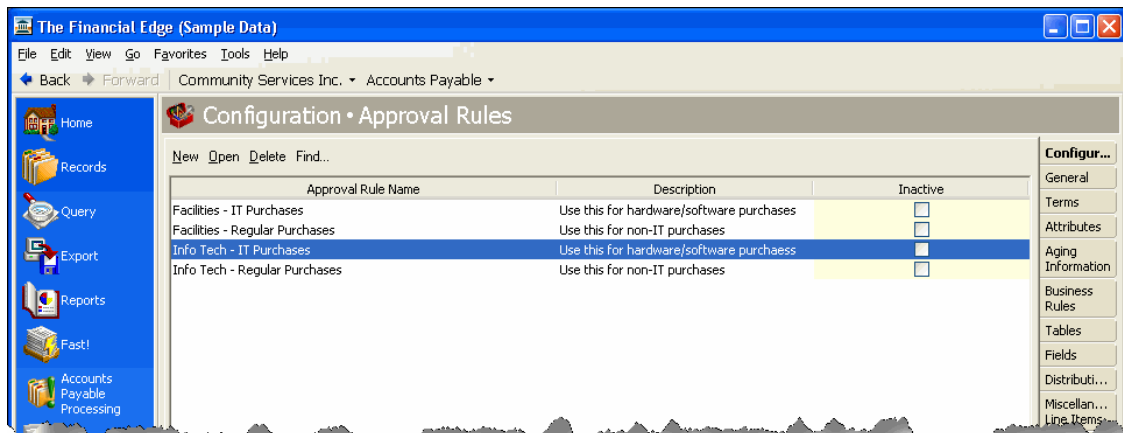 The Financial Edge (Sample Data)
File Edit View Go Favorites Tools Help
Back Forward Community Services Inc. Accounts Payable
Home
Records
Query
Export
Reports
Fast!
Accounts
Payable
Processing
Configuration • Approval Rules
New Open Delete Find...
Approval Rule Name Description Inactive
Facilities - IT Purchases Use this for hardware/software purchases
Facilities - Regular Purchases Use this for non-IT purchases
Info Tech - IT Purchases Use this for hardware/software purchaess
Info Tech - Regular Purchases Use this for non-IT purchases
Configur...
General
Terms
Attributes
Aging
Information
Business
Rules
Tables
Fields
Distributi...
Miscellan...
Line Items